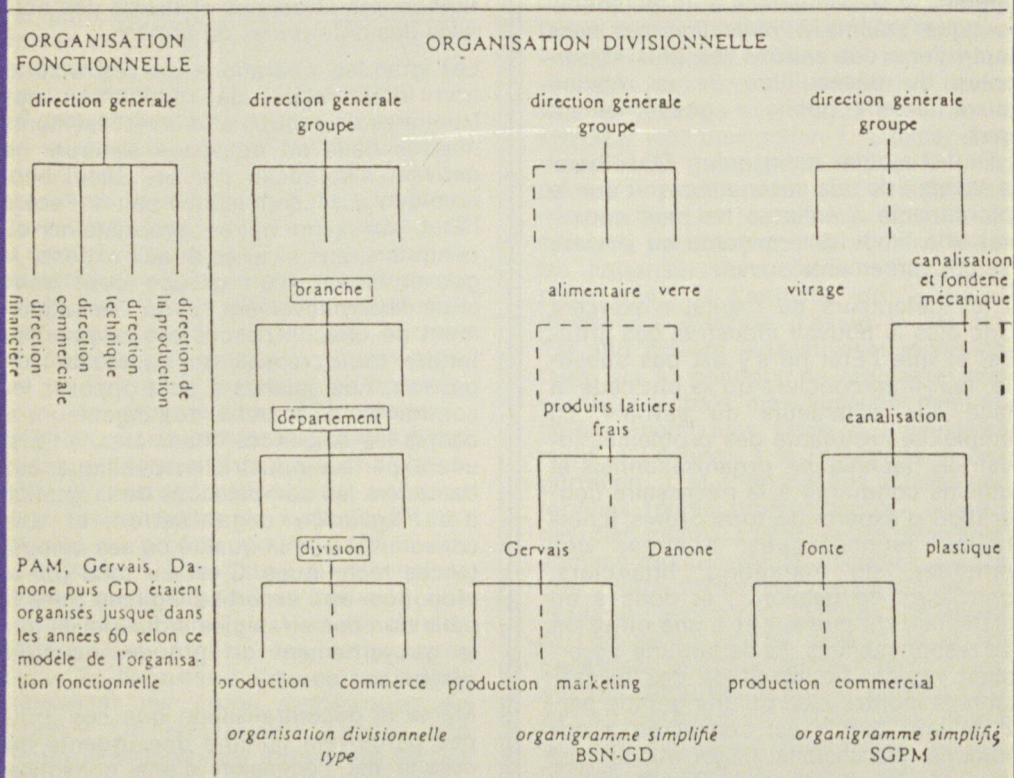 ORGANISATION
FONCTIONNELLE
direction générale
direction
financière
direction
commerciale
direction
technique
direction de
la production
PAM, Gervais, Da-
none puis GD étaient
organisés jusque dans
les années 60 selon ce
modèle de l'organisa-
tion fonctionnelle
ORGANISATION DIVISIONNELLE
direction générale
groupe
branche
département
division
production commerce
organisation divisionnelle
type
direction générale
groupe
alimentaire verre
produits laitiers
frais
Gervais Danone
production marketing
organigramme simplifié
BSN-GD
direction générale
groupe
vitrage
canalisation
et fonderie
mécanique
canalisation
fonte plastique
production commercial
organigramme simplifié
SGPM